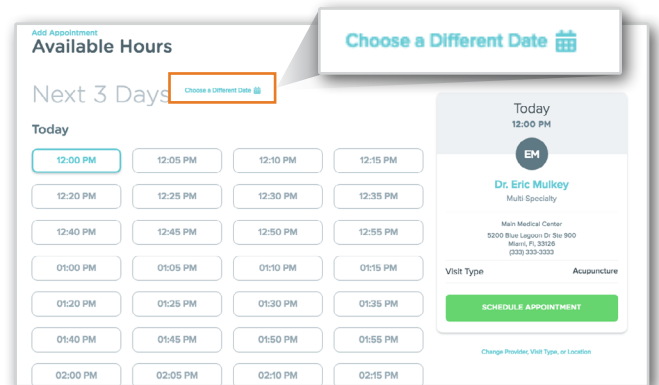 Add Appointment
Available Hours
Choose a Different Date
Next 3 Days
Choose a Different Date
Today
12:00 PM 12:05 PM 12:10 PM 12:15 PM
12:20 PM 12:25 PM 12:30 PM 12:35 PM
12:40 PM 12:45 PM 12:50 PM 12:55 PM
01:00 PM 01:05 PM 01:10 PM 01:15 PM
01:20 PM 01:25 PM 01:30 PM 01:35 PM
01:40 PM 01:45 PM 01:50 PM 01:55 PM
02:00 PM 02:05 PM 02:10 PM 02:15 PM
Today
12:00 PM
EM
Dr. Eric Mulkey
Multi Specialty
Main Medical Center
5200 Blue Lagoon Dr Ste 900
Miami, Fl, 33126
(333) 333-3333
Visit Type Acupuncture
SCHEDULE APPOINTMENT
Change Provider, Visit Type, or Location